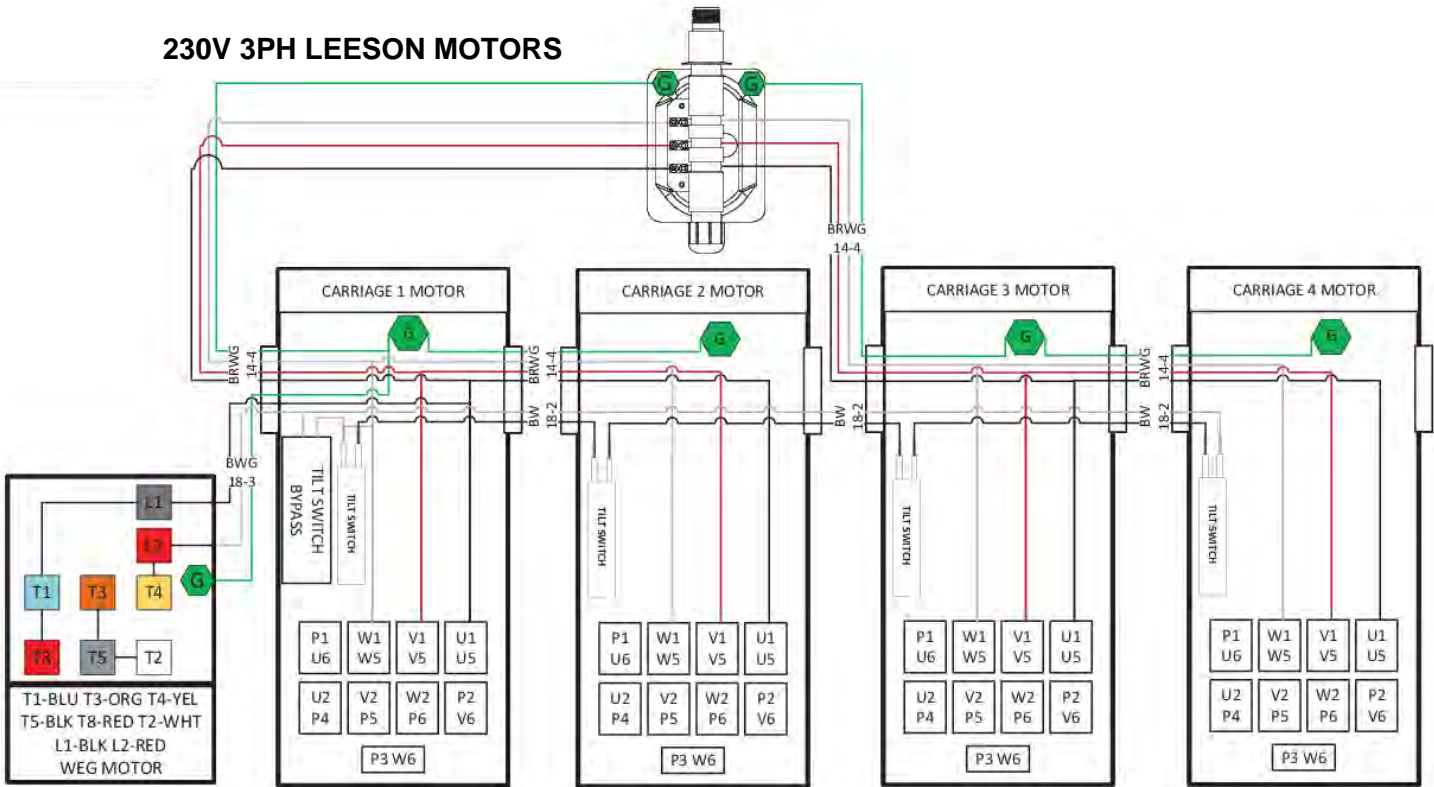 230V 3PH LEESON MOTORS
G
G
BRWG
14-4
CARRIAGE 1 MOTOR
CARRIAGE 2 MOTOR
CARRIAGE 3 MOTOR
CARRIAGE 4 MOTOR
G
G
G
G
BRWG
14-4
BRWG
14-4
BRWG
14-4
BW
18-2
BW
18-2
BW
18-2
BWG
18-3
TILT SWITCH
BYPASS
TILT SWITCH
TILT SWITCH
TILT SWITCH
TILT SWITCH
L1
L2
G
T1
T3
T4
T8
T5
T2
T1-BLU T3-ORG T4-YEL
T5-BLK T8-RED T2-WHT
L1-BLK L2-RED
WEG MOTOR
P1 W1 V1 U1
U6 W5 V5 U5
U2 V2 W2 P2
P4 P5 P6 V6
P3 W6
P1 W1 V1 U1
U6 W5 V5 U5
U2 V2 W2 P2
P4 P5 P6 V6
P3 W6
P1 W1 V1 U1
U6 W5 V5 U5
U2 V2 W2 P2
P4 P5 P6 V6
P3 W6
P1 W1 V1 U1
U6 W5 V5 U5
U2 V2 W2 P2
P4 P5 P6 V6
P3 W6